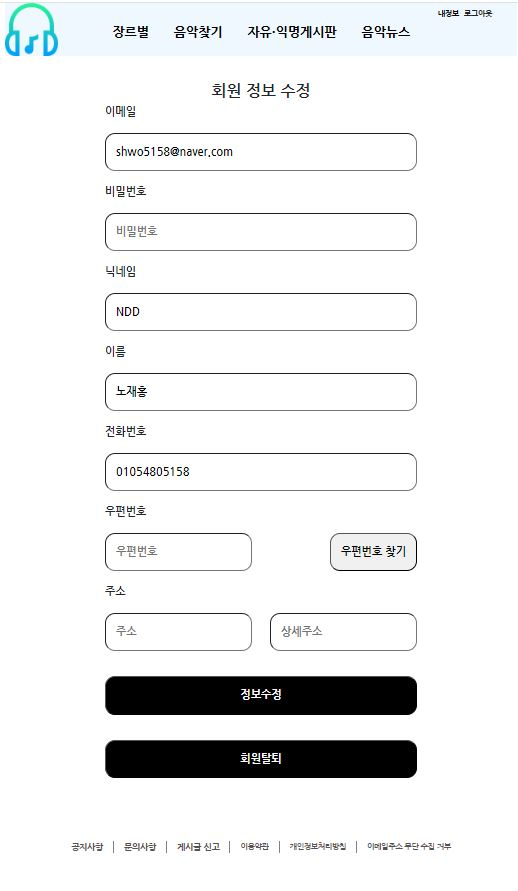 내정보 로그아웃
장르별 음악찾기 자유·익명게시판 음악뉴스
회원 정보 수정
이메일
shwo5158@naver.com
비밀번호
비밀번호
닉네임
NDD
이름
노재홍
전화번호
01054805158
우편번호
우편번호 우편번호 찾기
주소
주소 상세주소
정보수정
회원탈퇴
공지사항 | 문의사항 | 게시글 신고 | 이용약관 | 개인정보처리방침 | 이메일주소 무단 수집 거부